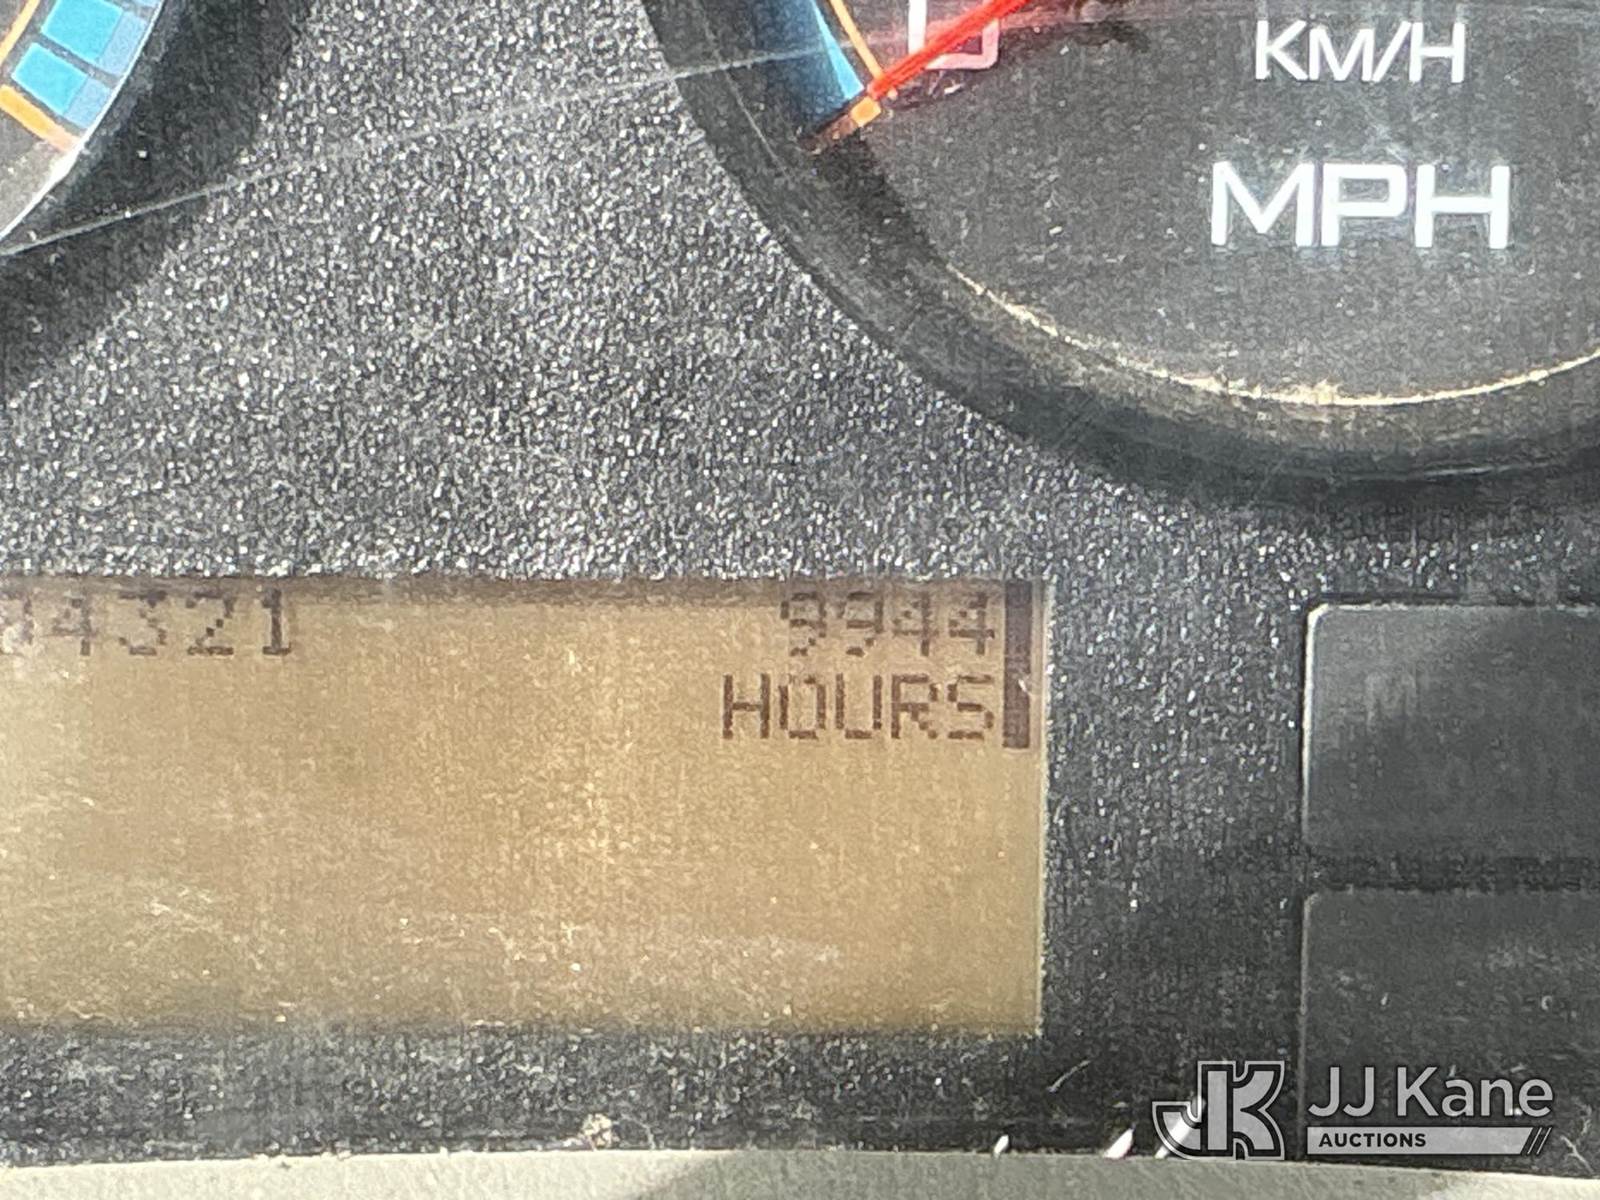 KM/H
MPH
4321
9944
HOURS
JJ Kane
AUCTIONS